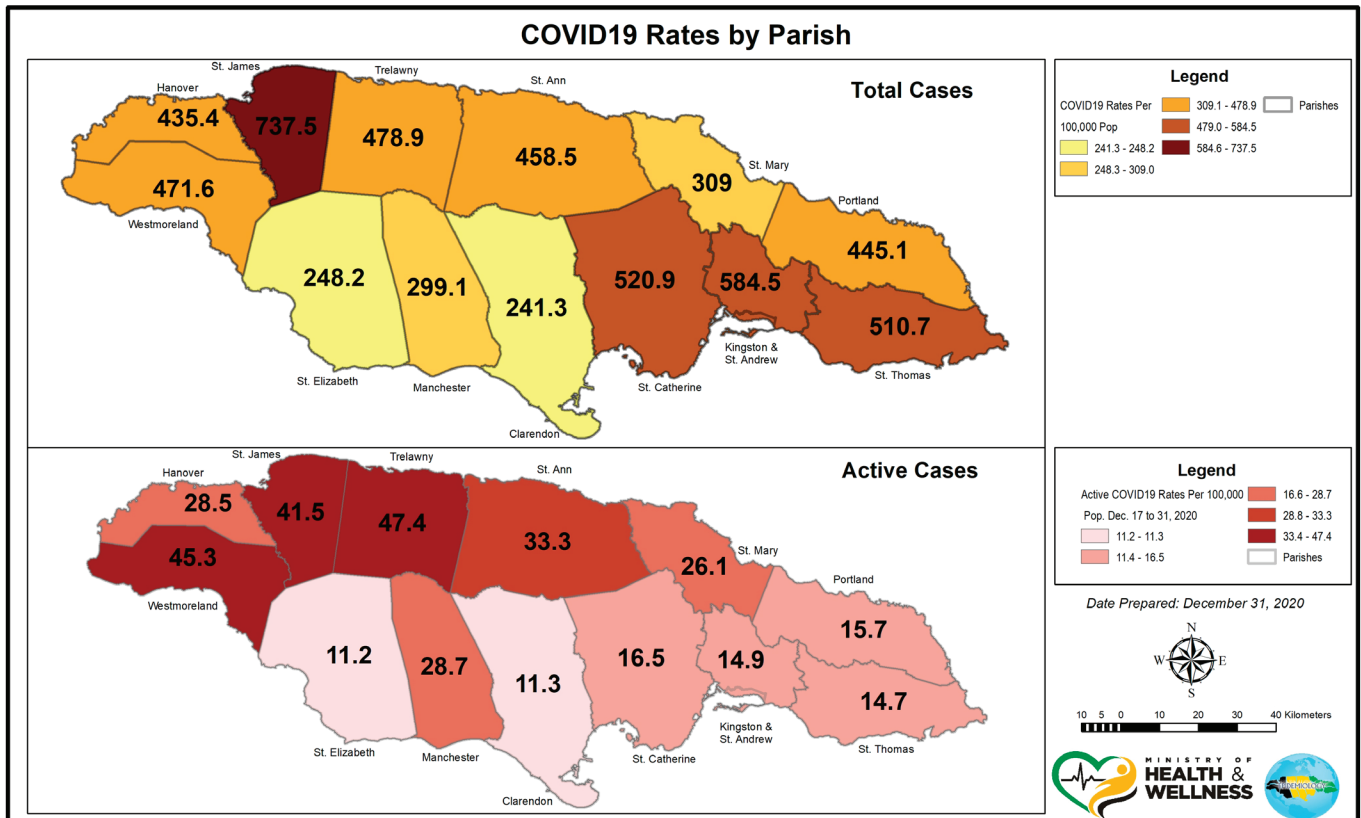 COVID19 Rates by Parish
Total Cases
St. James
Trelawny
St. Ann
Hanover
435.4
737.5
478.9
458.5
St. Mary
309
471.6
Westmoreland
Portland
445.1
248.2
299.1
241.3
520.9
584.5
510.7
Kingston &
St. Andrew
St. Elizabeth
Manchester
St. Catherine
St. Thomas
Clarendon
Legend
COVID19 Rates Per
100,000 Pop
241.3 - 248.2
248.3 - 309.0
309.1 - 478.9
479.0 - 584.5
584.6 - 737.5
Parishes
Active Cases
St. James
Trelawny
St. Ann
Hanover
28.5
41.5
47.4
33.3
St. Mary
26.1
45.3
Westmoreland
Portland
15.7
11.2
28.7
11.3
16.5
14.9
14.7
Kingston &
St. Andrew
St. Elizabeth
Manchester
St. Catherine
St. Thomas
Clarendon
Legend
Active COVID19 Rates Per 100,000
Pop. Dec. 17 to 31, 2020
11.2 - 11.3
11.4 - 16.5
16.6 - 28.7
28.8 - 33.3
33.4 - 47.4
Parishes
Date Prepared: December 31, 2020
N
W E
S
10 5 0 10 20 30 40 Kilometers
MINISTRY OF
HEALTH &
WELLNESS
EPIDEMIOLOGY